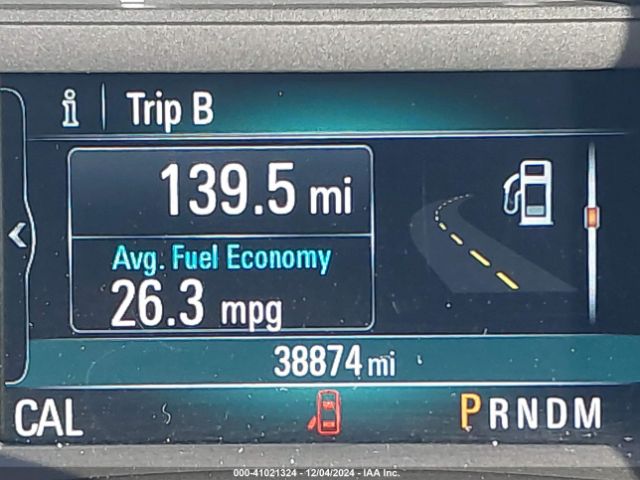 i Trip B
139.5 mi
Avg. Fuel Economy
26.3 mpg
38874 mi
CAL PRNDM
000-41021324 - 12/04/2024 - IAA Inc.